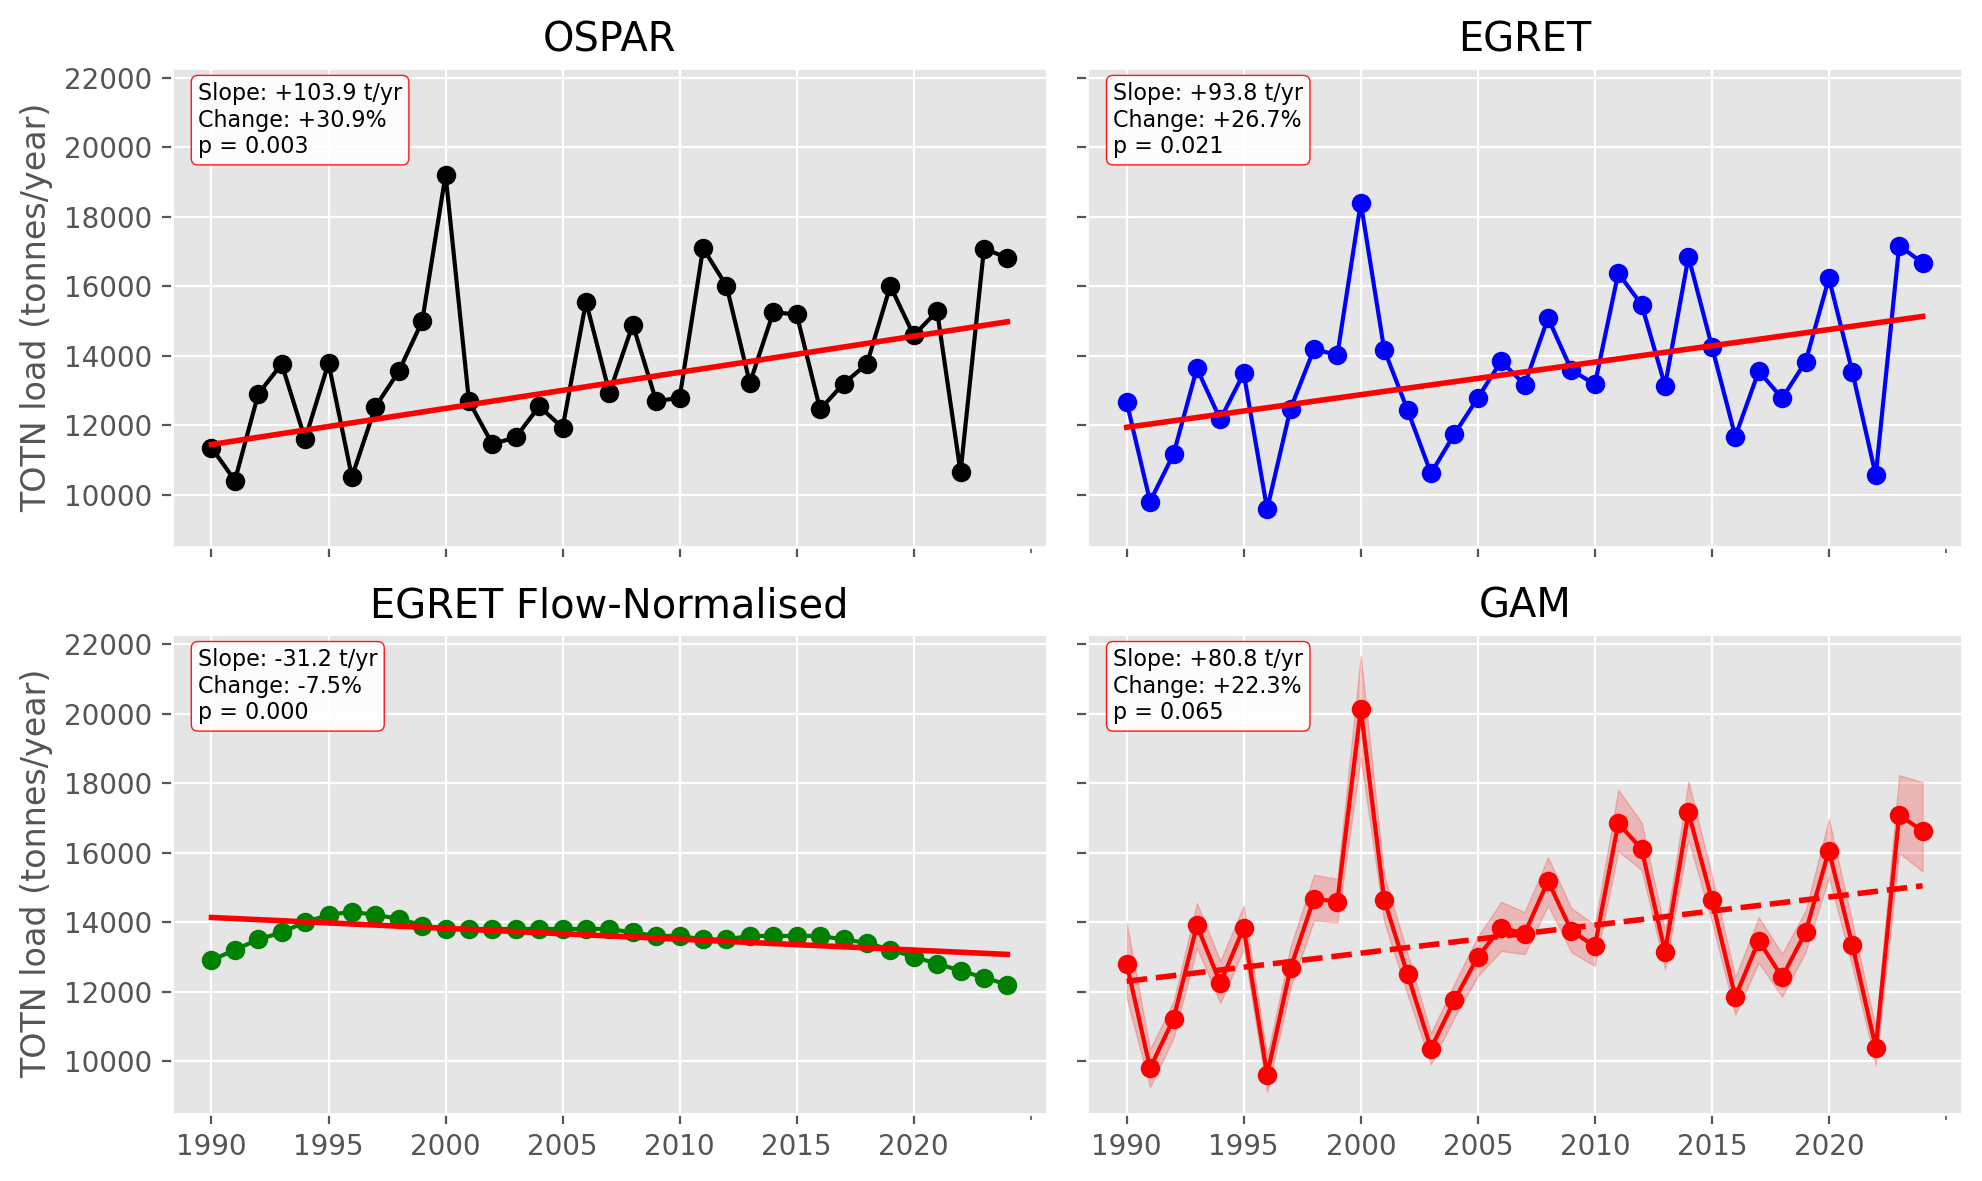 OSPAR
TOTN load (tonnes/year)
22000
20000
18000
16000
14000
12000
10000
Slope: +103.9 t/yr
Change: +30.9%
p = 0.003
EGRET
Slope: +93.8 t/yr
Change: +26.7%
p = 0.021
EGRET Flow-Normalised
TOTN load (tonnes/year)
22000
20000
18000
16000
14000
12000
10000
Slope: -31.2 t/yr
Change: -7.5%
p = 0.000
1990 1995 2000 2005 2010 2015 2020
GAM
Slope: +80.8 t/yr
Change: +22.3%
p = 0.065
1990 1995 2000 2005 2010 2015 2020